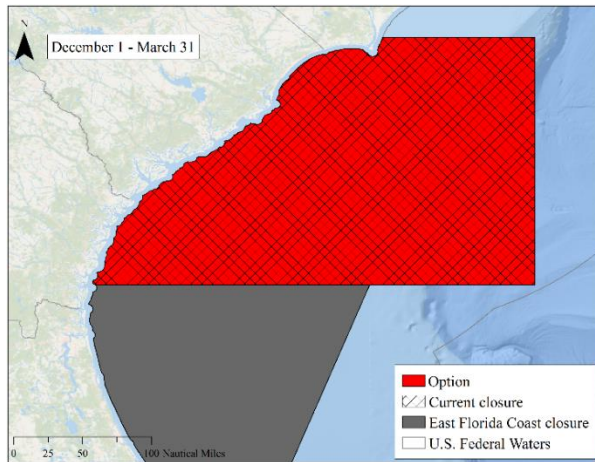 N
December 1 - March 31
Option
Current closure
East Florida Coast closure
U.S. Federal Waters
0 25 50 100 Nautical Miles